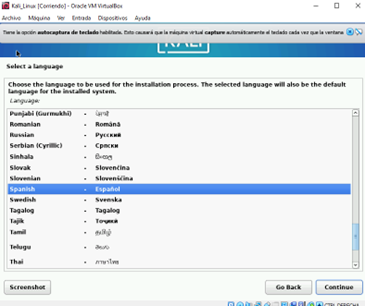 Kali_Linux [Corriendo] - Oracle VM VirtualBox
Archivo Máquina Ver Entrada Dispositivos Ayuda
Tiene la opción autocaptura de teclado habilitada. Esto causará que la máquina virtual capture automáticamente el teclado cada vez que la ventana
KALI
Select a language
Choose the language to be used for the installation process. The selected language will also be the default
language for the installed system.
Language:
Punjabi (Gurmukhi) - ਪੰਜਾਬੀ
Romanian - Română
Russian - Русский
Serbian (Cyrillic) - Српски
Sinhala - සිංහල
Slovak - Slovenčina
Slovenian - Slovenščina
Spanish - Español
Swedish - Svenska
Tagalog - Tagalog
Tajik - Тоҷикӣ
Tamil - தமிழ்
Telugu - తెలుగు
Thai - ภาษาไทย
Screenshot Go Back Continue
CTRL DERECHA